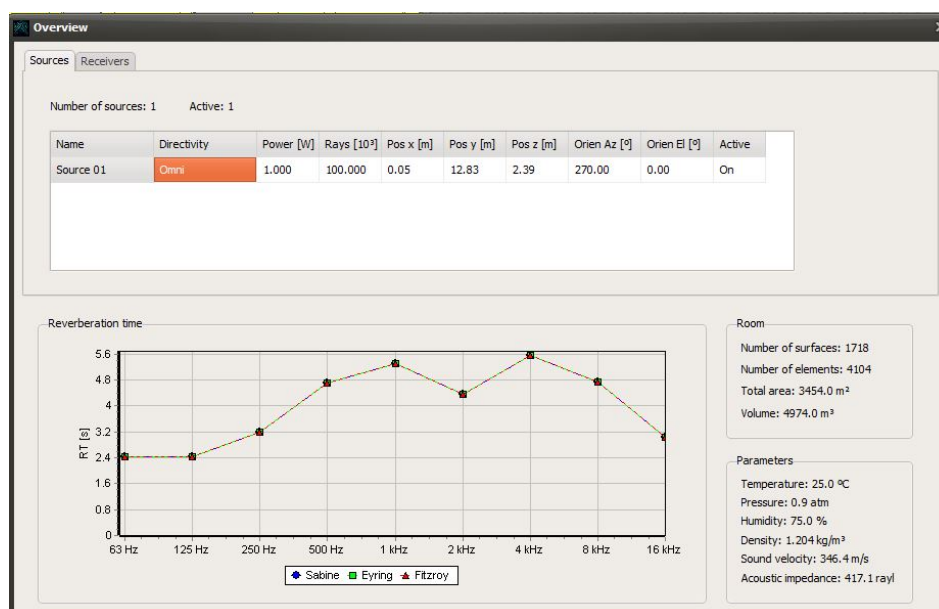 Overview
Sources Receivers
Number of sources: 1 Active: 1
Name Directivity Power [W] Rays [10³] Pos x [m] Pos y [m] Pos z [m] Orien Az [º] Orien El [º] Active
Source 01 Omni 1.000 100.000 0.05 12.83 2.39 270.00 0.00 On
Reverberation time
RT [s]
5.6
4.8
4
3.2
2.4
1.6
0.8
0
63 Hz 125 Hz 250 Hz 500 Hz 1 kHz 2 kHz 4 kHz 8 kHz 16 kHz
Sabine Eyring Fitzroy
Room
Number of surfaces: 1718
Number of elements: 4104
Total area: 3454.0 m²
Volume: 4974.0 m³
Parameters
Temperature: 25.0 ºC
Pressure: 0.9 atm
Humidity: 75.0 %
Density: 1.204 kg/m³
Sound velocity: 346.4 m/s
Acoustic impedance: 417.1 rayl